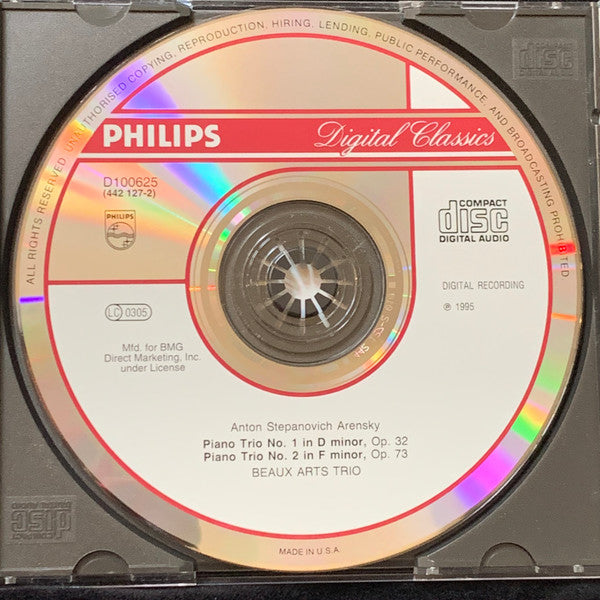 ALL RIGHTS RESERVED. UNAUTHORISED COPYING, REPRODUCTION, HIRING, LENDING, PUBLIC PERFORMANCE, AND BROADCASTING PROHIBITED
PHILIPS
Digital Classics
D100625
(442 127-2)
PHILIPS
COMPACT
disc
DIGITAL AUDIO
DIGITAL RECORDING
℗ 1995
LC 0305
Mfd. for BMG
Direct Marketing, Inc.
under License
Anton Stepanovich Arensky
Piano Trio No. 1 in D minor, Op. 32
Piano Trio No. 2 in F minor, Op. 73
BEAUX ARTS TRIO
MADE IN U.S.A.